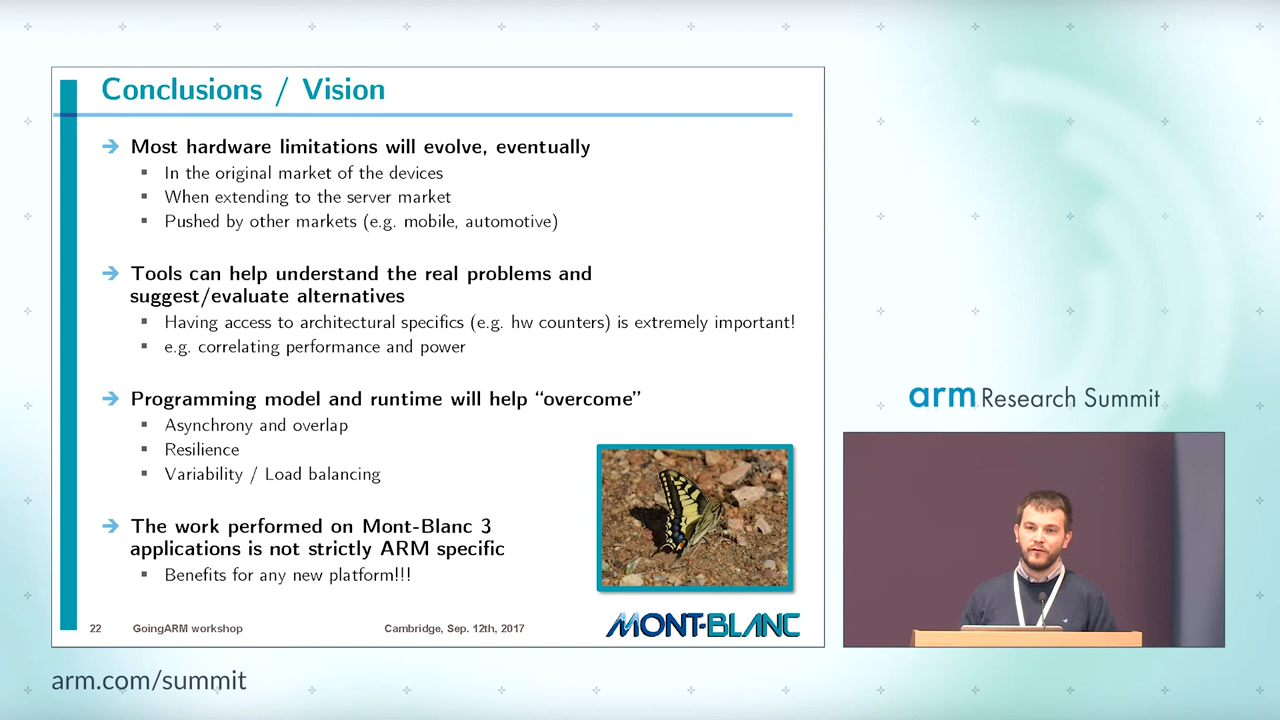 Conclusions / Vision
Most hardware limitations will evolve, eventually
In the original market of the devices
When extending to the server market
Pushed by other markets (e.g. mobile, automotive)
Tools can help understand the real problems and
suggest/evaluate alternatives
Having access to architectural specifics (e.g. hw counters) is extremely important!
e.g. correlating performance and power
Programming model and runtime will help “overcome”
Asynchrony and overlap
Resilience
Variability / Load balancing
The work performed on Mont-Blanc 3
applications is not strictly ARM specific
Benefits for any new platform!!!
22 GoingARM workshop Cambridge, Sep. 12th, 2017
MONT-BLANC
arm Research Summit
arm.com/summit